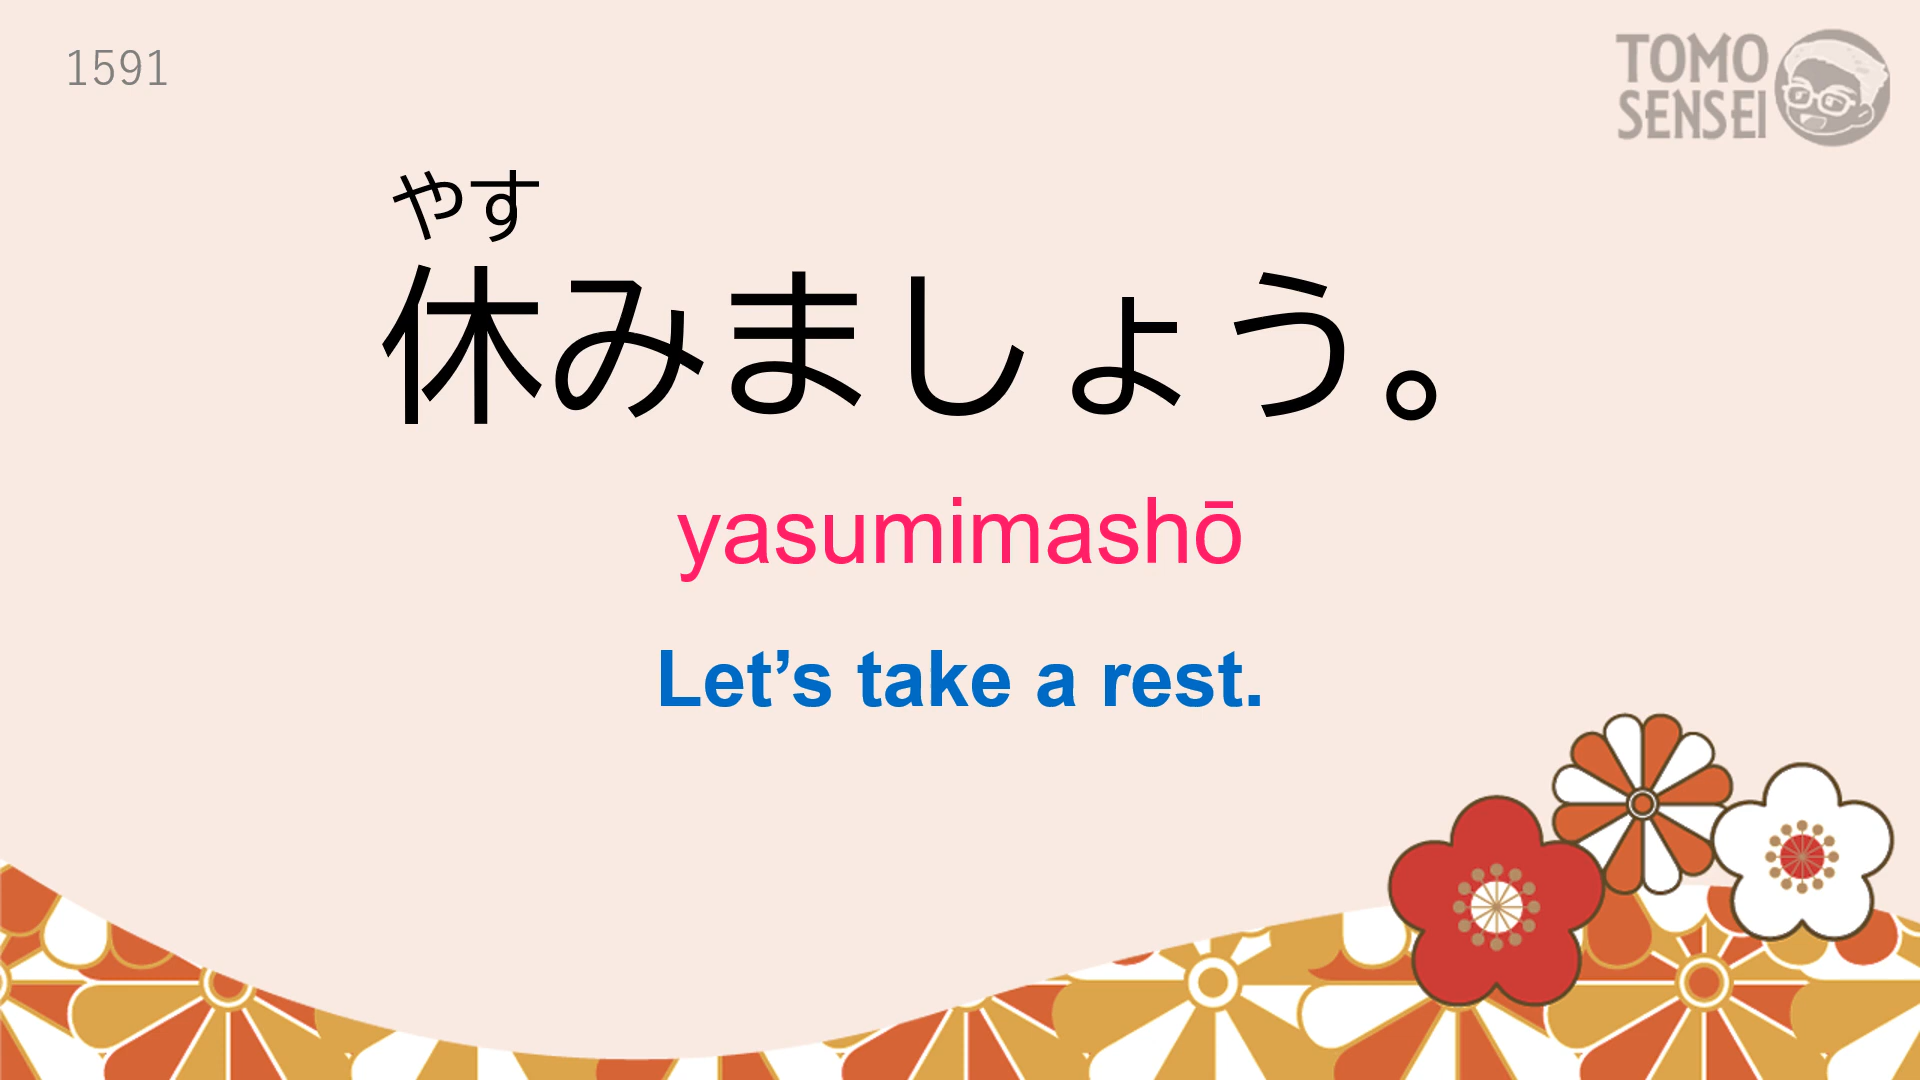 1591
TOMO
SENSEI
やす
休みましょう。
yasumimashō
Let’s take a rest.